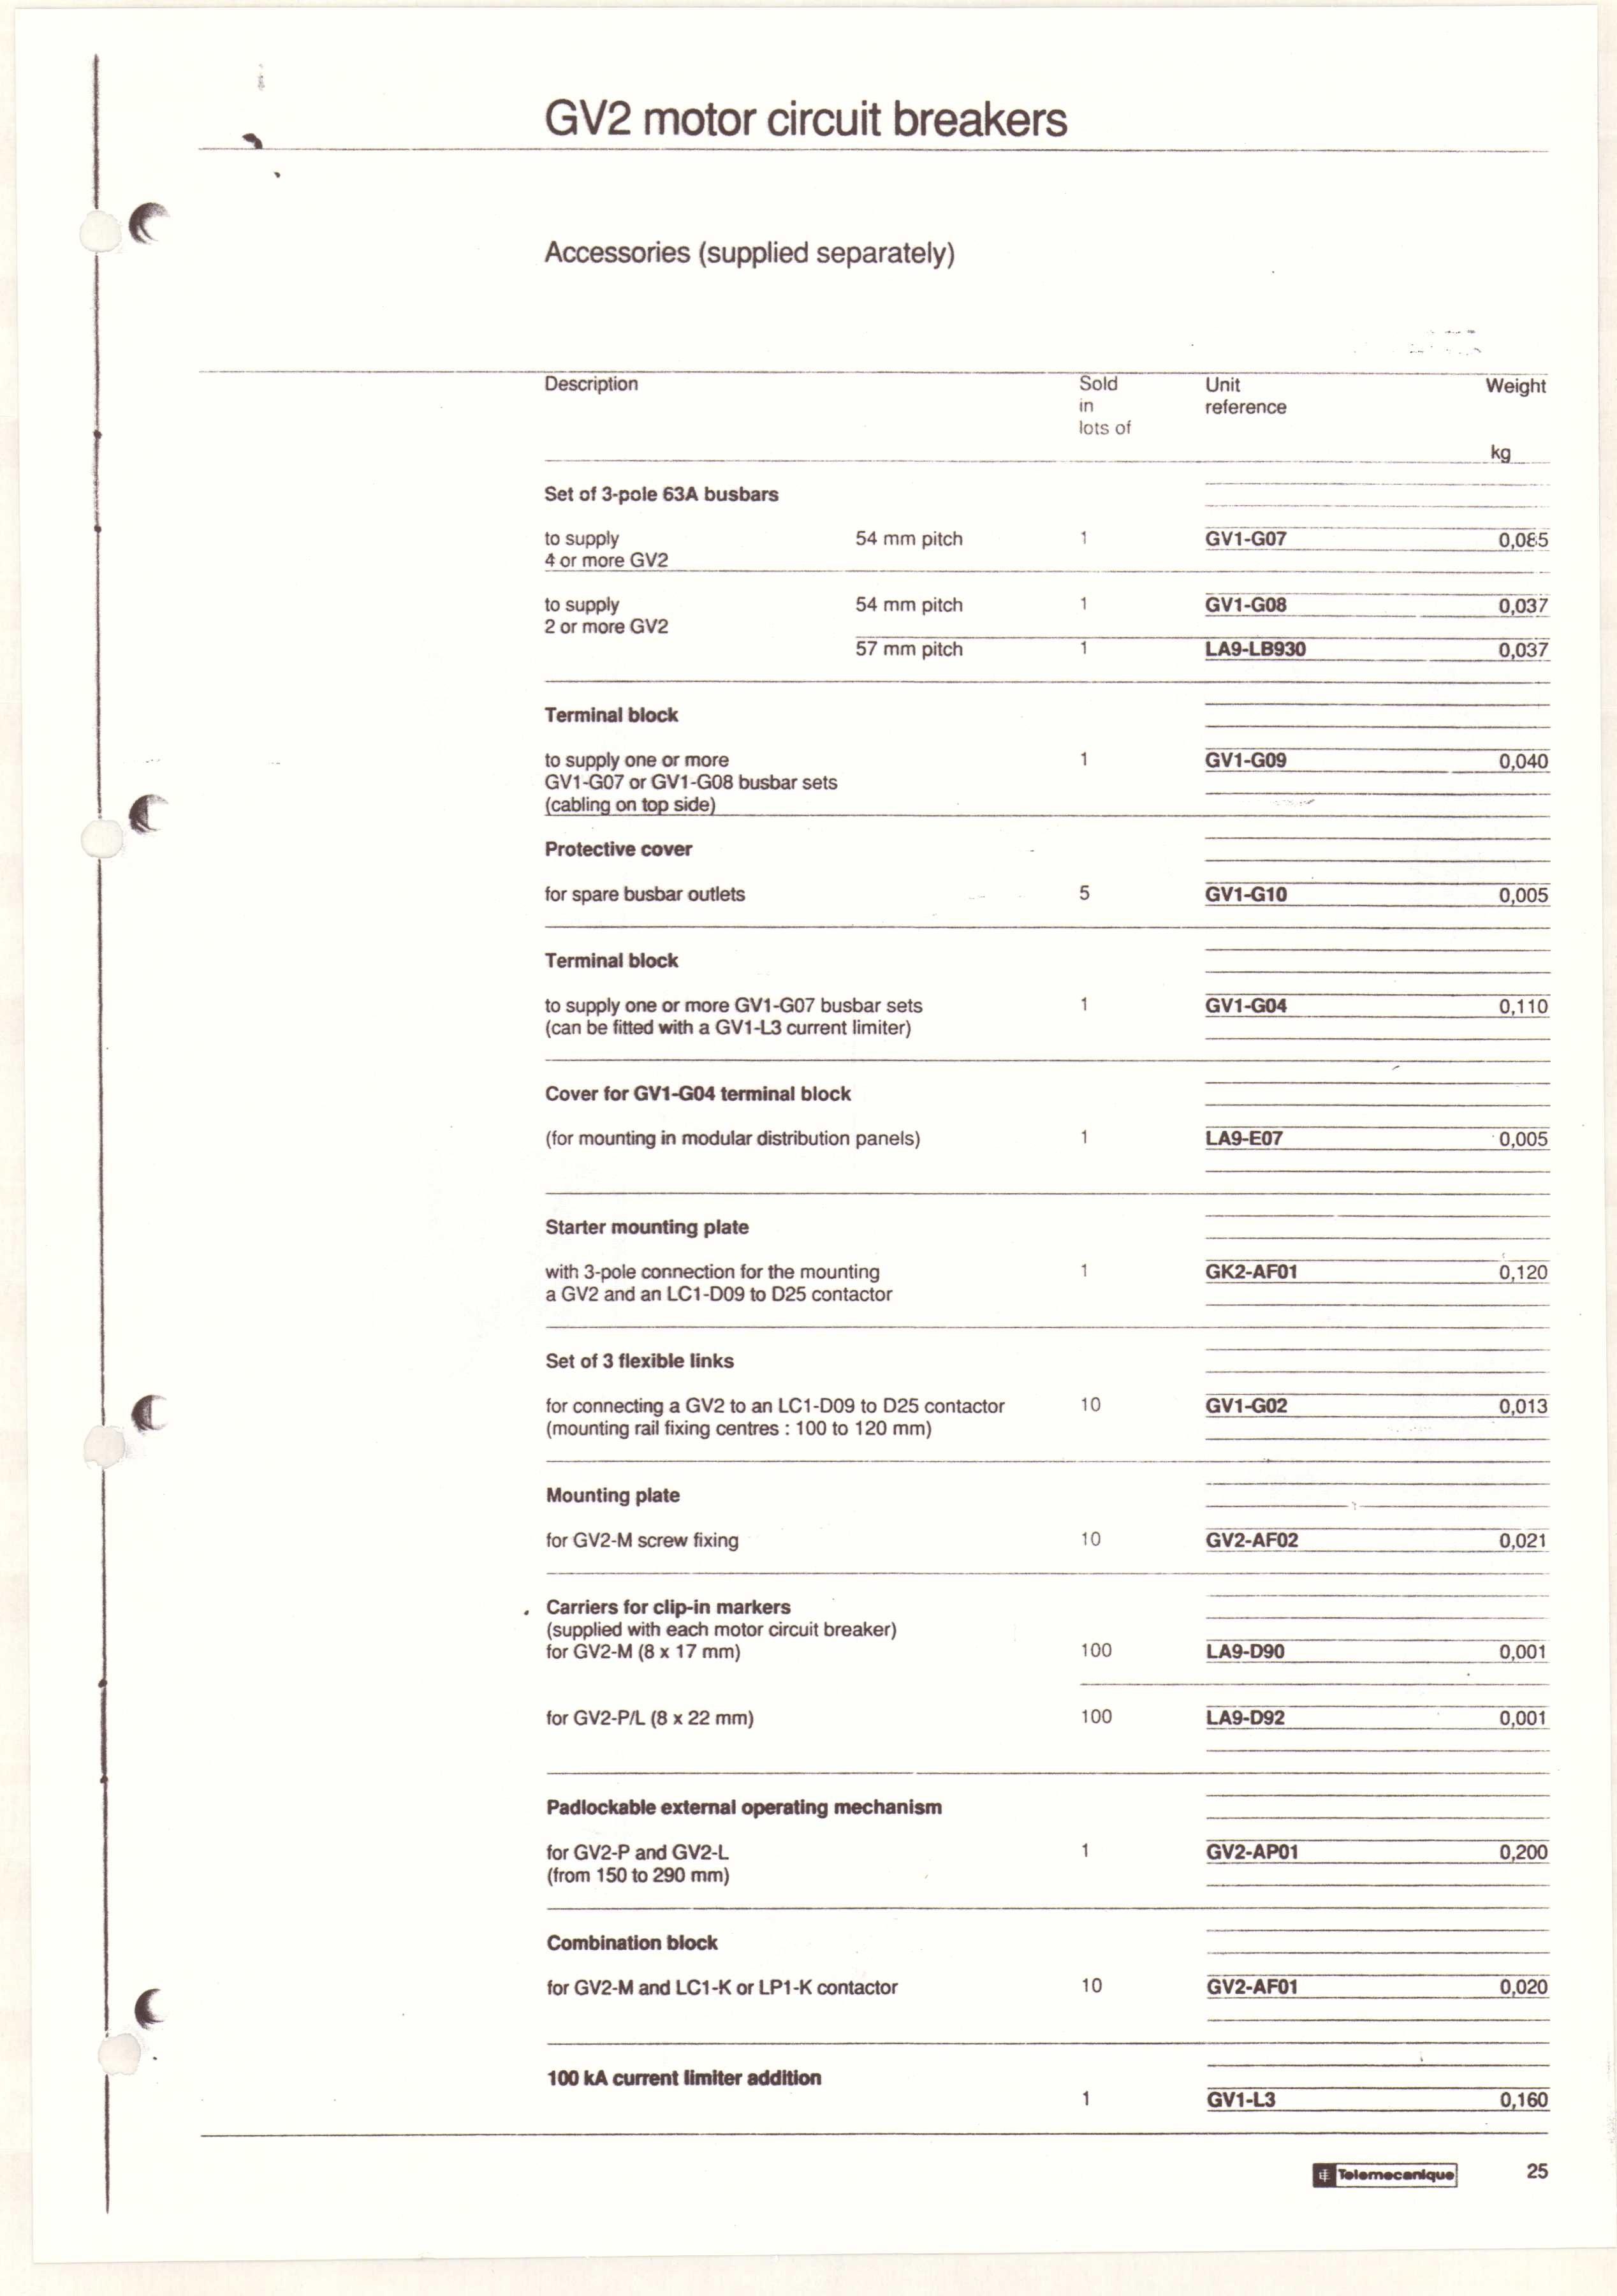 GV2 motor circuit breakers
Accessories (supplied separately)
Description Sold Unit Weight
in reference
lots of
kg
Set of 3-pole 63A busbars
to supply 54 mm pitch 1 GV1-G07 0,085
4 or more GV2
to supply 54 mm pitch 1 GV1-G08 0,037
2 or more GV2
57 mm pitch 1 LA9-LB930 0,037
Terminal block
to supply one or more 1 GV1-G09 0,040
GV1-G07 or GV1-G08 busbar sets
(cabling on top side)
Protective cover
for spare busbar outlets 5 GV1-G10 0,005
Terminal block
to supply one or more GV1-G07 busbar sets 1 GV1-G04 0,110
(can be fitted with a GV1-L3 current limiter)
Cover for GV1-G04 terminal block
(for mounting in modular distribution panels) 1 LA9-E07 0,005
Starter mounting plate
with 3-pole connection for the mounting 1 GK2-AF01 0,120
a GV2 and an LC1-D09 to D25 contactor
Set of 3 flexible links
for connecting a GV2 to an LC1-D09 to D25 contactor 10 GV1-G02 0,013
(mounting rail fixing centres : 100 to 120 mm)
Mounting plate
for GV2-M screw fixing 10 GV2-AF02 0,021
Carriers for clip-in markers
(supplied with each motor circuit breaker)
for GV2-M (8 x 17 mm) 100 LA9-D90 0,001
for GV2-P/L (8 x 22 mm) 100 LA9-D92 0,001
Padlockable external operating mechanism
for GV2-P and GV2-L 1 GV2-AP01 0,200
(from 150 to 290 mm)
Combination block
for GV2-M and LC1-K or LP1-K contactor 10 GV2-AF01 0,020
100 kA current limiter addition
1 GV1-L3 0,160
Telemecanique 25